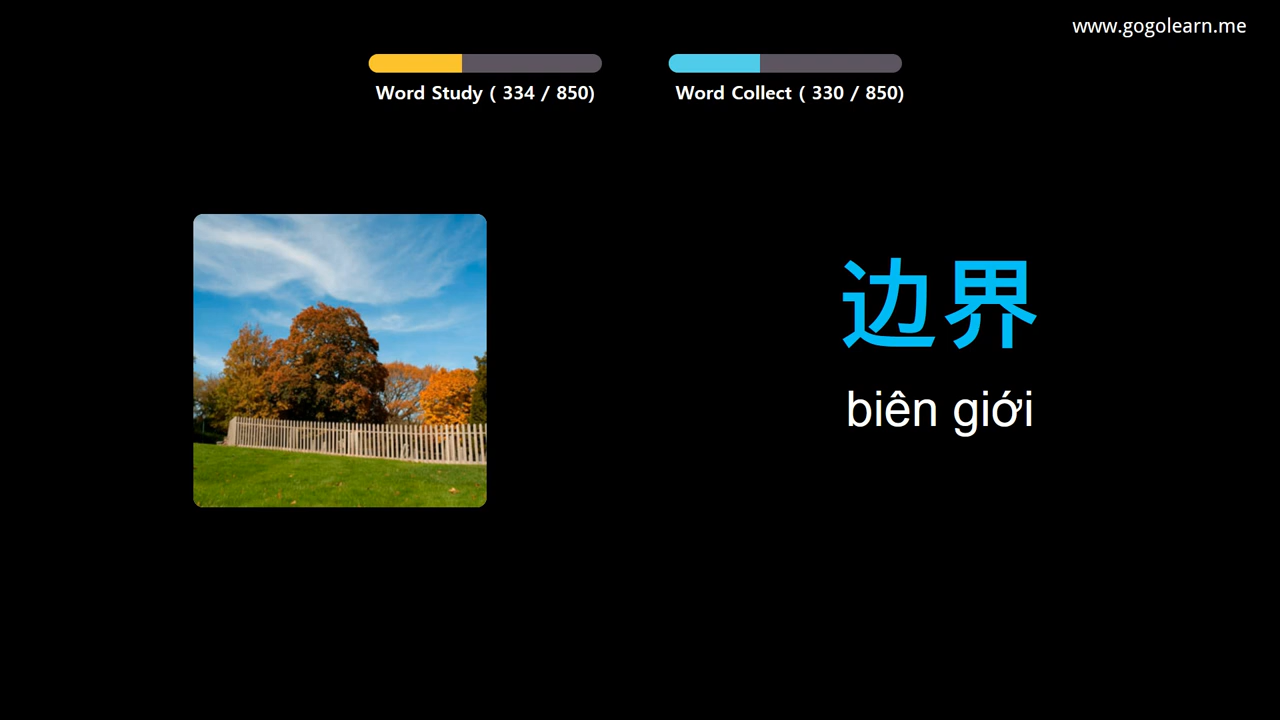 www.gogolearn.me
Word Study ( 334 / 850)
Word Collect ( 330 / 850)
边界
biên giới